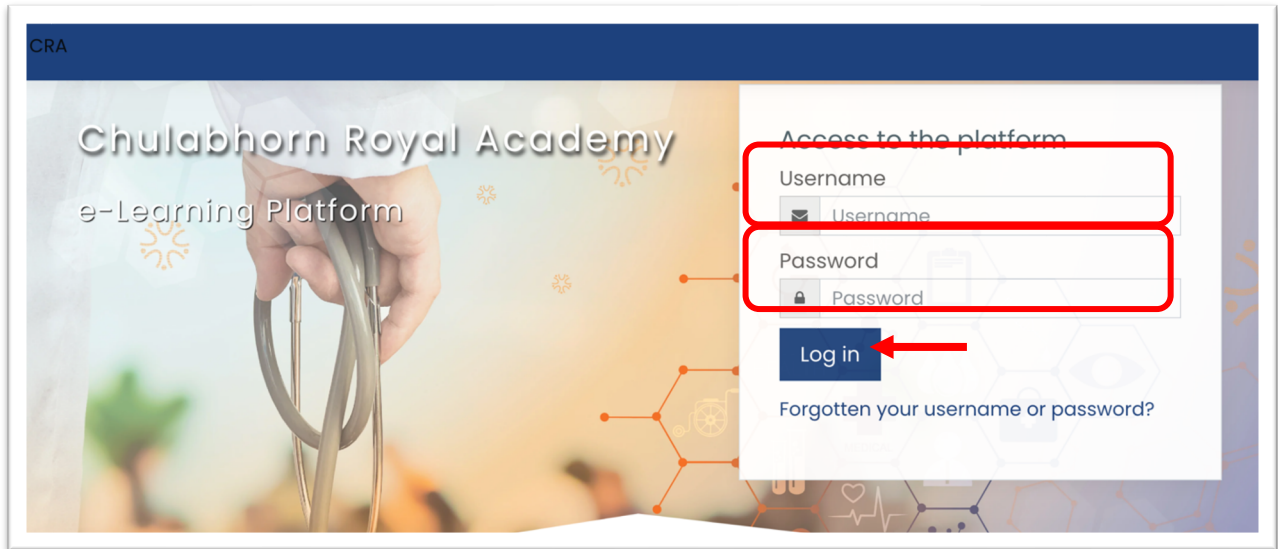 CRA
Chulabhorn Royal Academy
e-Learning Platform
Access to the platform
Username
Username
Password
Password
Log in
Forgotten your username or password?